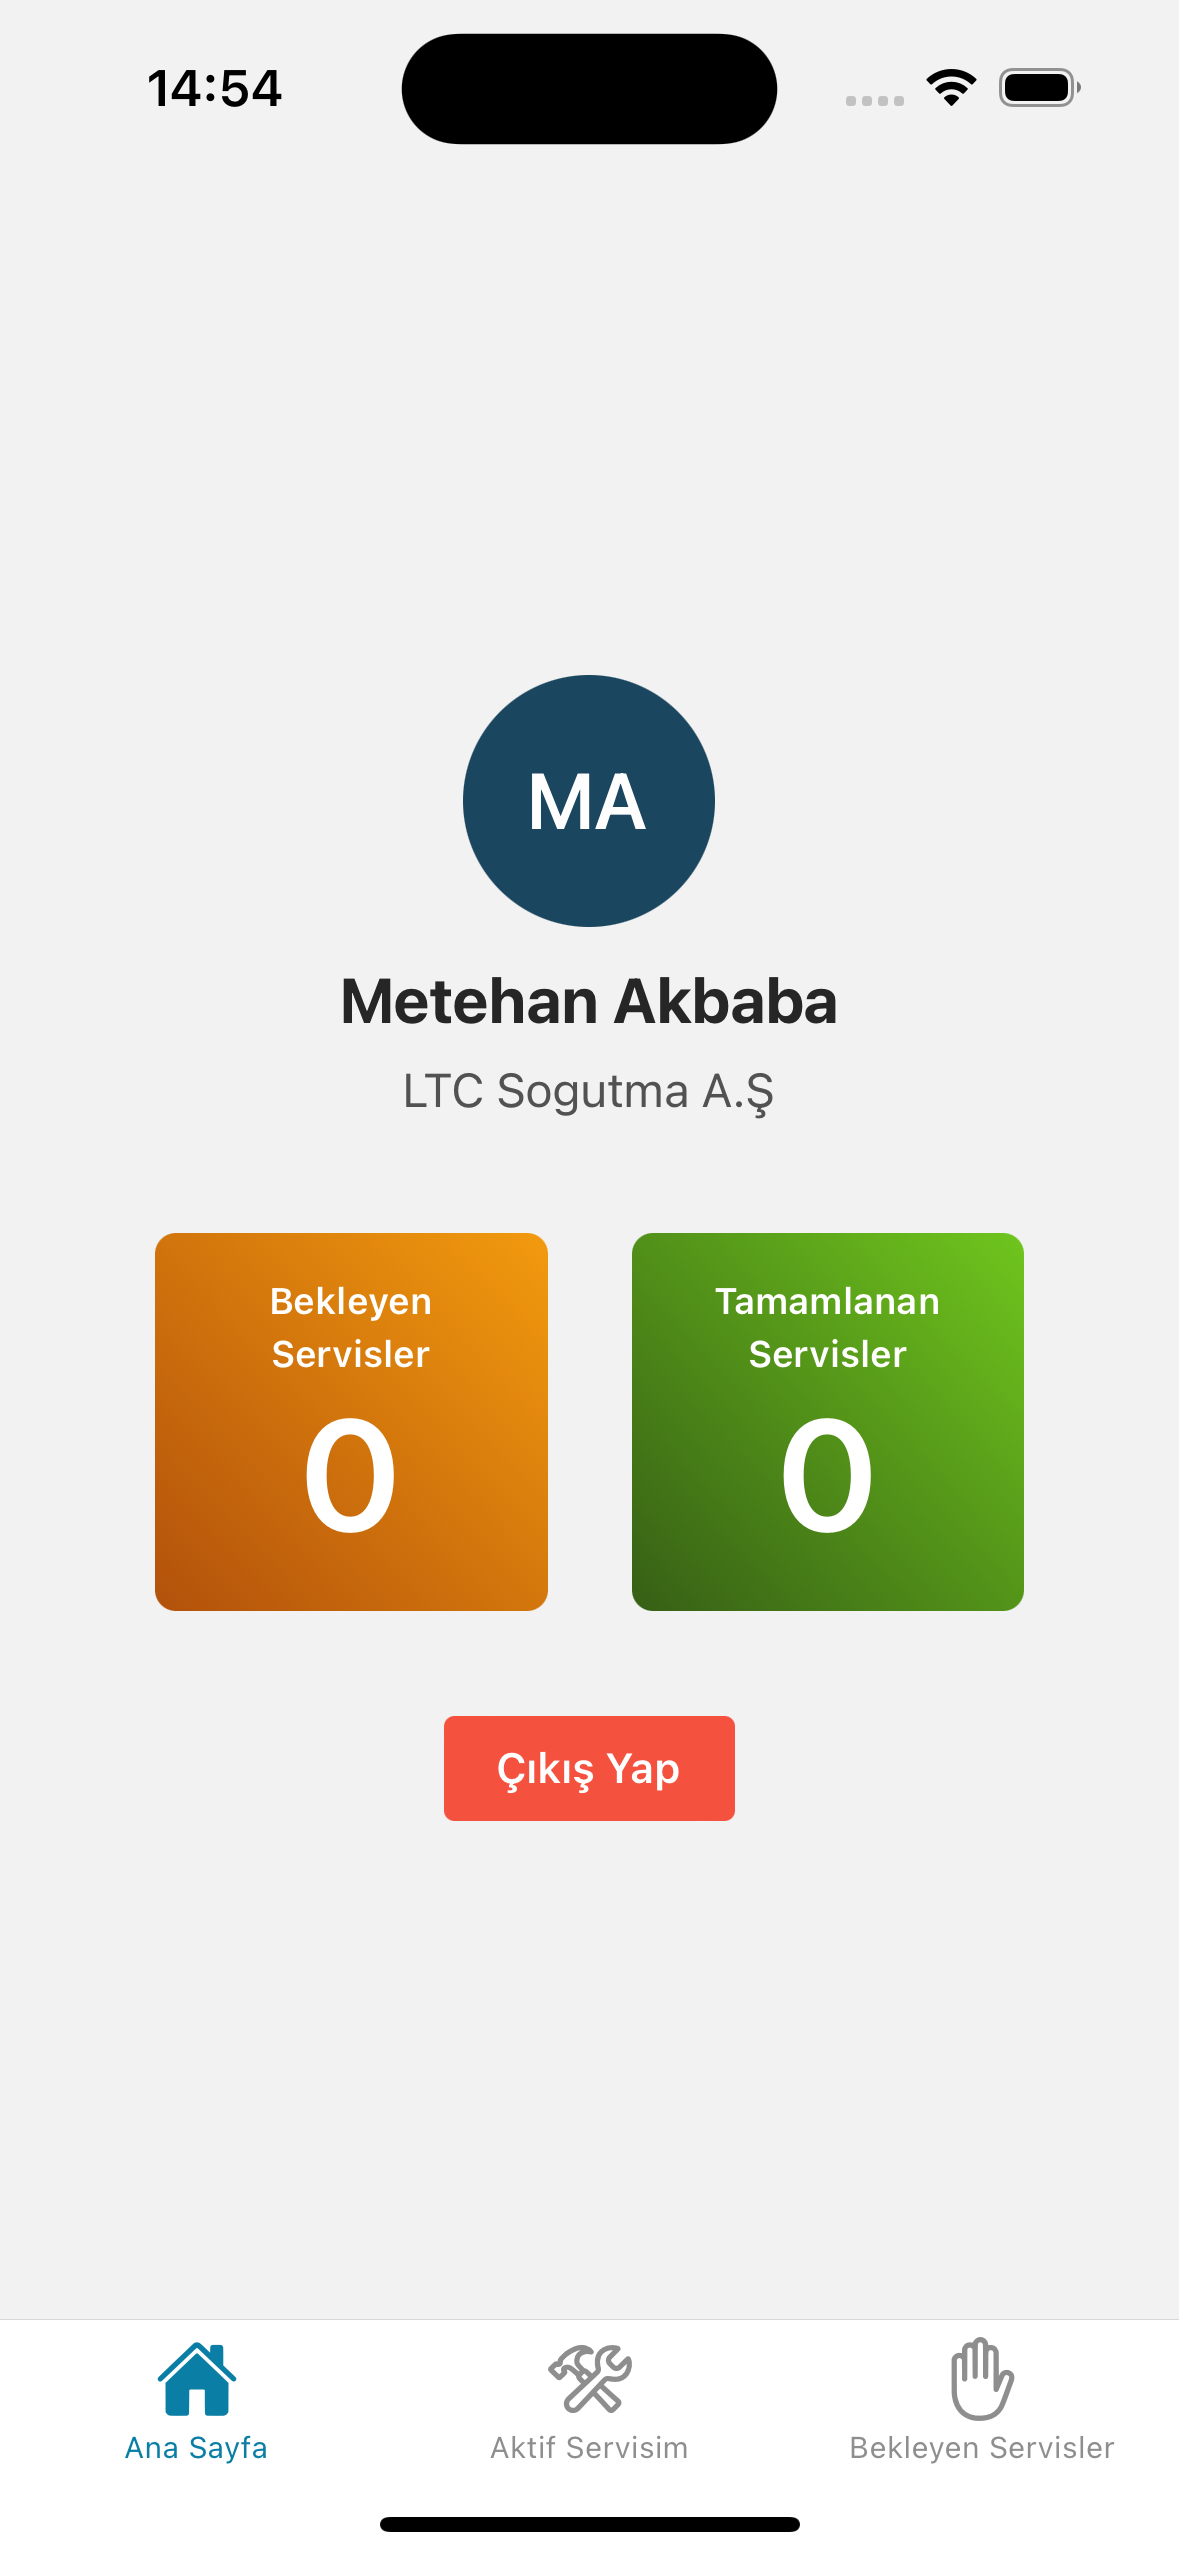 14:54
MA
Metehan Akbaba
LTC Sogutma A.Ş
Bekleyen
Servisler
0
Tamamlanan
Servisler
0
Çıkış Yap
Ana Sayfa
Aktif Servisim
Bekleyen Servisler